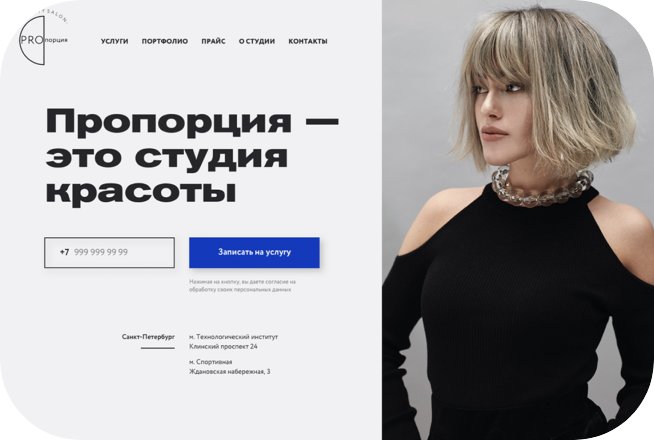 SALON.
PROпорция
УСЛУГИ ПОРТФОЛИО ПРАЙС О СТУДИИ КОНТАКТЫ
Пропорция —
это студия
красоты
+7 999 999 99 99
Записать на услугу
Нажимая на кнопку, вы даете согласие на
обработку своих персональных данных
Санкт-Петербург
м. Технологический институт
Клинский проспект 24
м. Спортивная
Ждановская набережная, 3